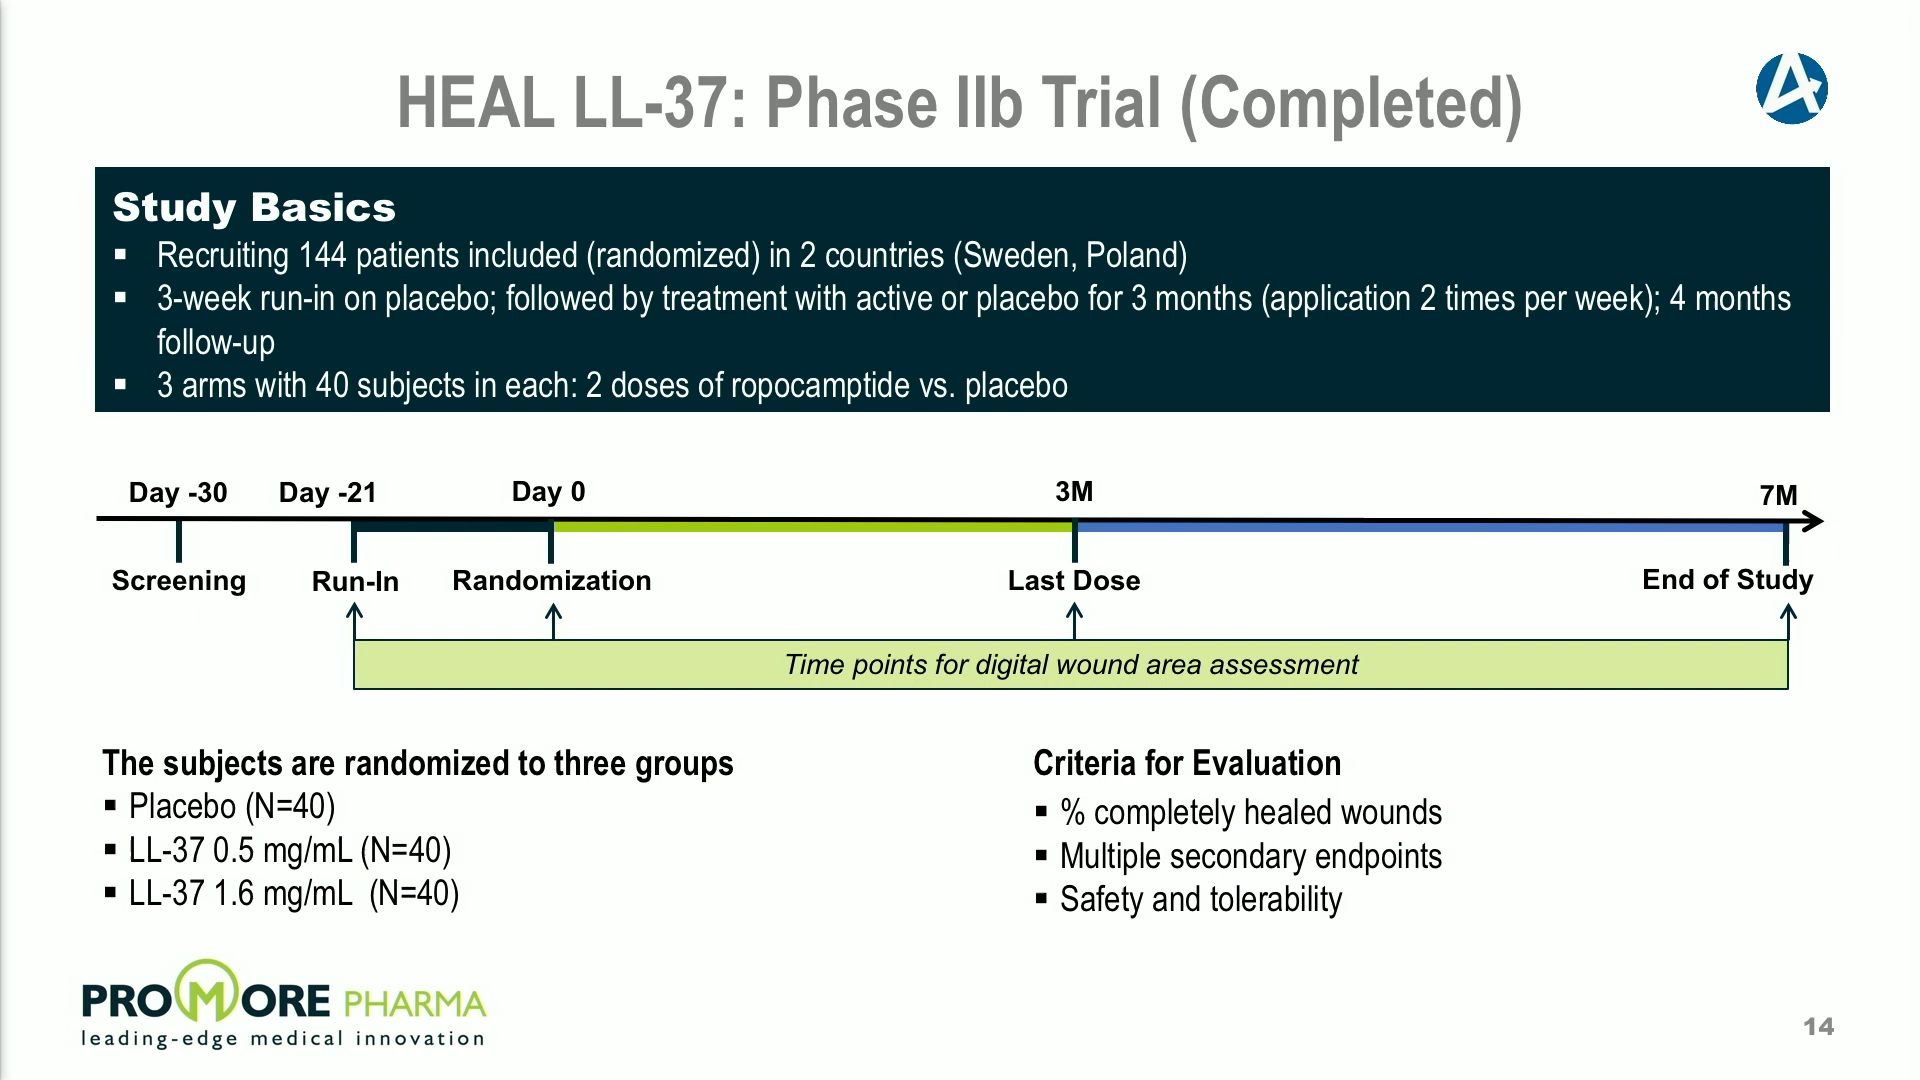 HEAL LL-37: Phase IIb Trial (Completed)
Study Basics
▪ Recruiting 144 patients included (randomized) in 2 countries (Sweden, Poland)
▪ 3-week run-in on placebo; followed by treatment with active or placebo for 3 months (application 2 times per week); 4 months
follow-up
▪ 3 arms with 40 subjects in each: 2 doses of ropocamptide vs. placebo
Day -30 Day -21 Day 0 3M 7M
Screening Run-In Randomization Last Dose End of Study
Time points for digital wound area assessment
The subjects are randomized to three groups
▪ Placebo (N=40)
▪ LL-37 0.5 mg/mL (N=40)
▪ LL-37 1.6 mg/mL (N=40)
Criteria for Evaluation
▪ % completely healed wounds
▪ Multiple secondary endpoints
▪ Safety and tolerability
PROMORE PHARMA
leading-edge medical innovation
14